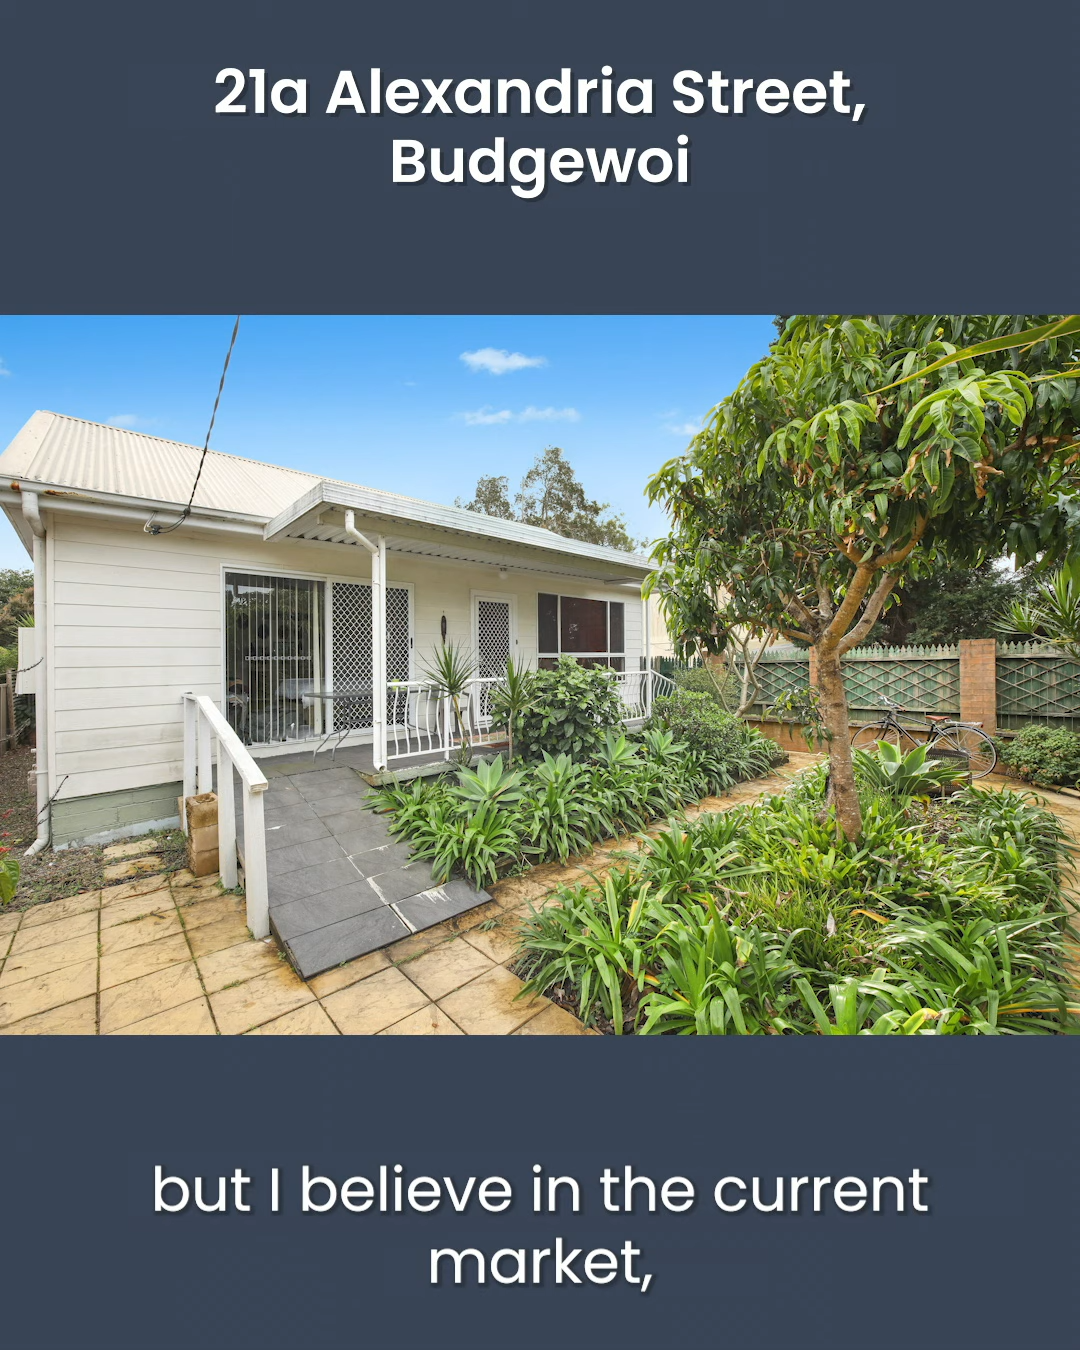 21a Alexandria Street,
Budgewoi
but I believe in the current
market,